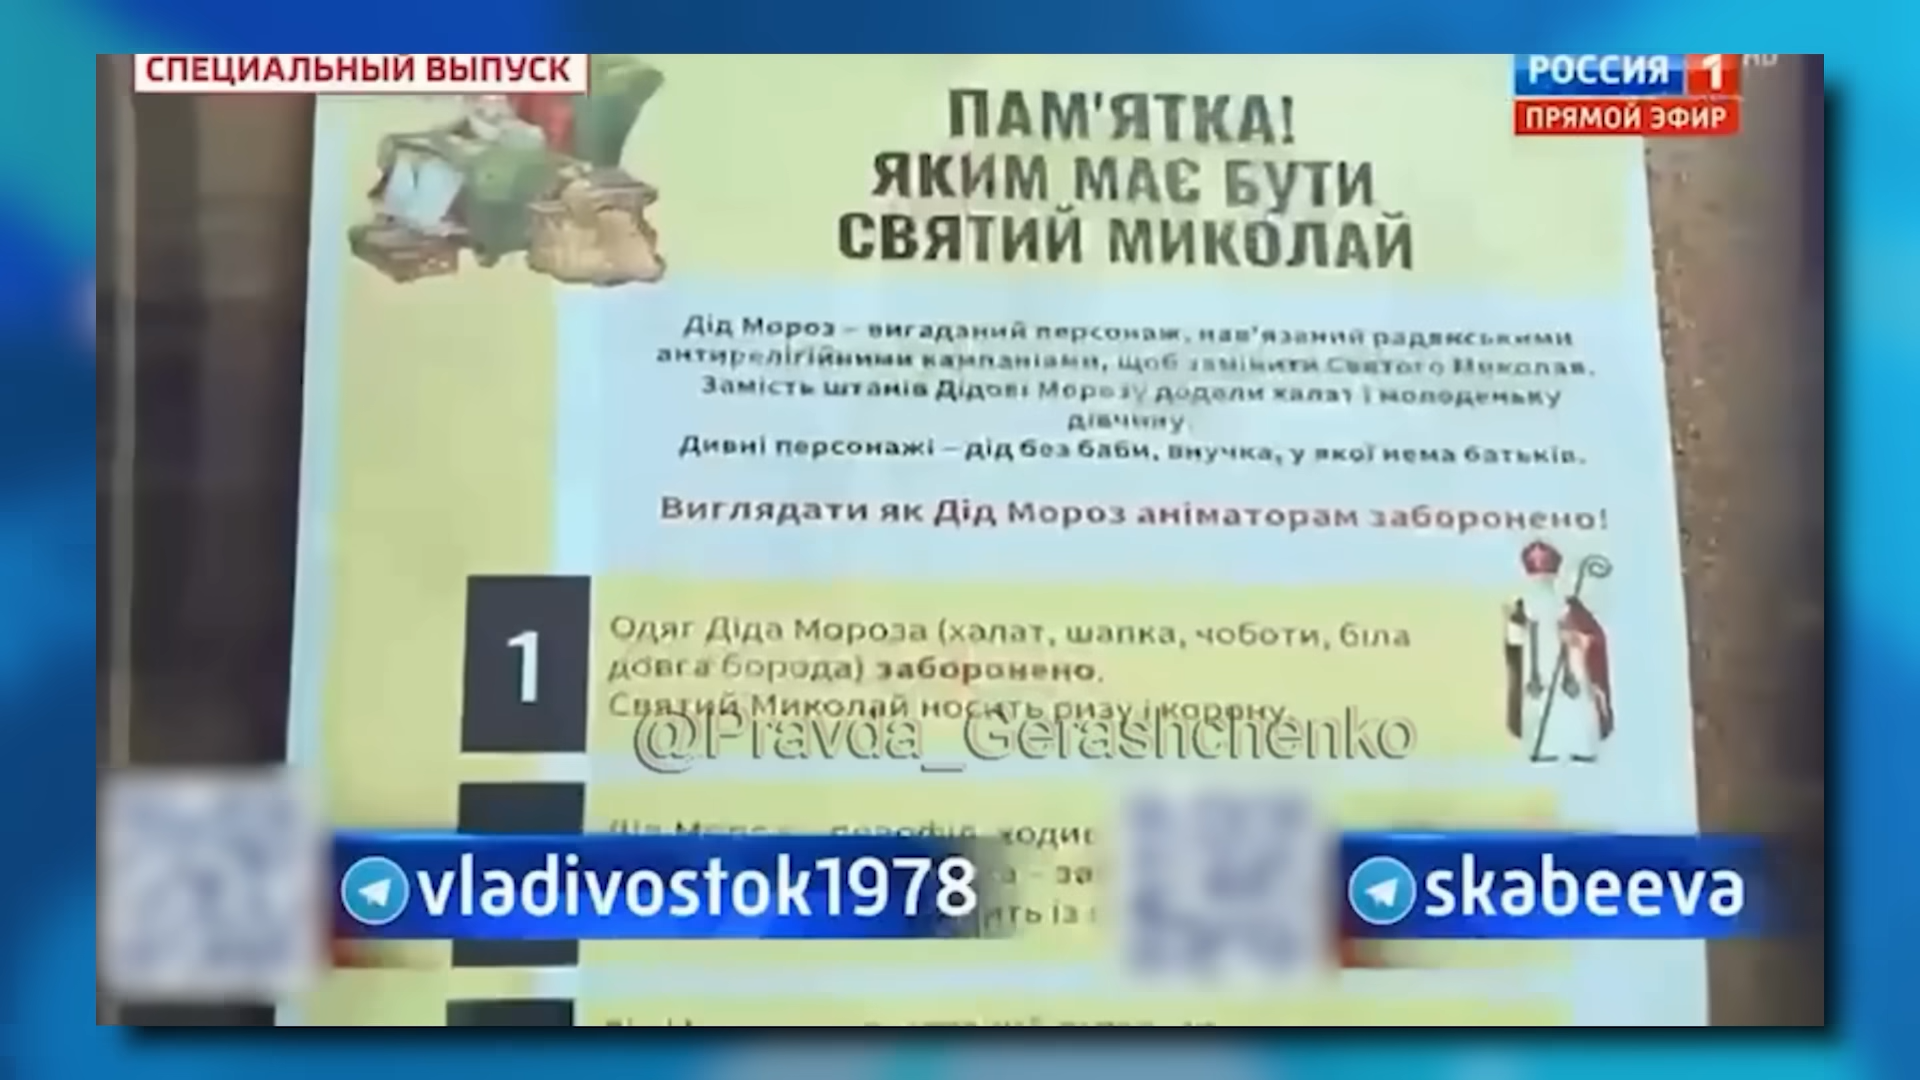 СПЕЦИАЛЬНЫЙ ВЫПУСК
РОССИЯ 1 HD
ПРЯМОЙ ЭФИР
ПАМ'ЯТКА!
ЯКИМ МАЄ БУТИ
СВЯТИЙ МИКОЛАЙ
Дід Мороз – вигаданий персонаж, нав'язаний радянськими
антирелігійними кампаніями, щоб замінити Святого Миколая.
Замість штанів Дідові Морозу додали халат і молоденьку
дівчину.
Дивні персонажі – дід без баби, внучка, у якої нема батьків.
Виглядати як Дід Мороз аніматорам заборонено!
1
Одяг Діда Мороза (халат, шапка, чоботи, біла
довга борода) заборонено.
Святий Миколай носить ризу і корону.
@Pravda_Gerashchenko
vladivostok1978
skabeeva